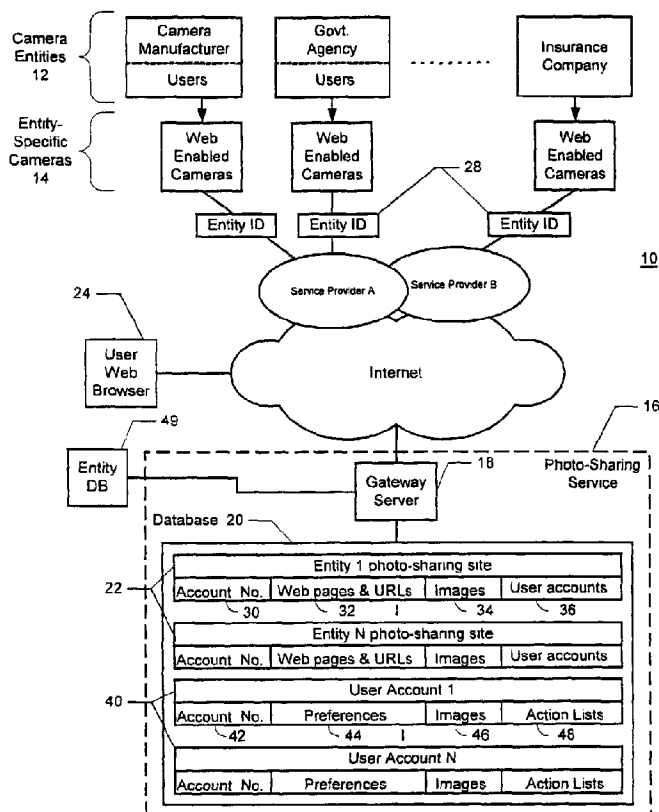 Camera Entities 12
Camera Manufacturer
Users
Govt. Agency
Users
Insurance Company
Entity-Specific Cameras 14
Web Enabled Cameras
Web Enabled Cameras
Web Enabled Cameras
28
Entity ID
Entity ID
Entity ID
Service Provider A
Service Provider B
10
24
User Web Browser
Internet
49
Entity DB
16
Photo-Sharing Service
Gateway Server
18
Database 20
Entity 1 photo-sharing site
22
Account No.
Web pages & URLs
Images
User accounts
30
32
34
36
Entity N photo-sharing site
Account No.
Web pages & URLs
Images
User accounts
User Account 1
40
Account No.
Preferences
Images
Action Lists
42
44
46
48
User Account N
Account No.
Preferences
Images
Action Lists